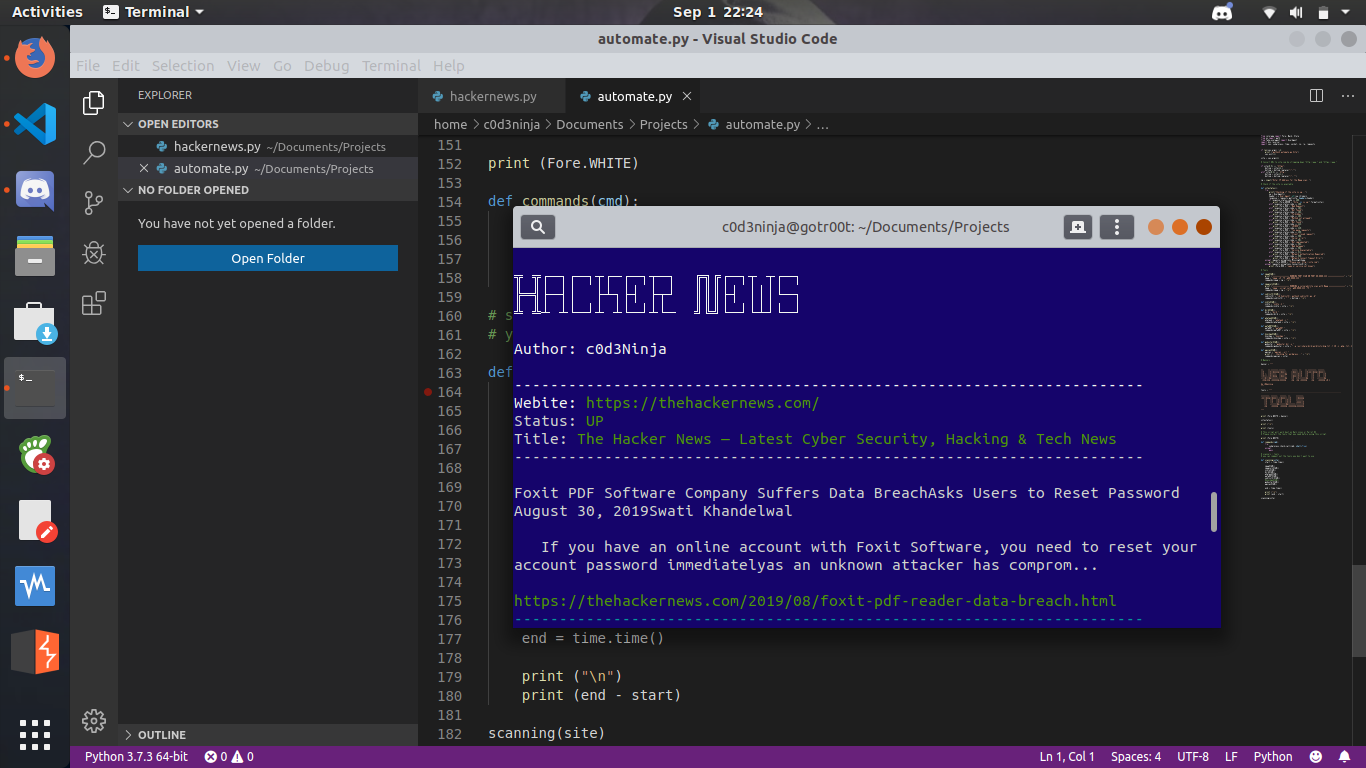 Activities
Terminal
Sep 1 22:24
automate.py - Visual Studio Code
File Edit Selection View Go Debug Terminal Help
EXPLORER
OPEN EDITORS
hackernews.py ~/Documents/Projects
automate.py ~/Documents/Projects
NO FOLDER OPENED
You have not yet opened a folder.
Open Folder
OUTLINE
hackernews.py
automate.py
home > c0d3ninja > Documents > Projects > automate.py > ...
151
152 print (Fore.WHITE)
153
154 def commands(cmd):
155
156
157
158
159
160 # s
161 # y
162
163 def
164
165
166
167
168
169
170
171
172
173
174
175
176
177 end = time.time()
178
179 print ("\n")
180 print (end - start)
181
182 scanning(site)
c0d3ninja@gotr00t: ~/Documents/Projects
HACKER NEWS
Author: c0d3Ninja
----------------------------------------------------------------------
Webite: https://thehackernews.com/
Status: UP
Title: The Hacker News — Latest Cyber Security, Hacking & Tech News
----------------------------------------------------------------------
Foxit PDF Software Company Suffers Data BreachAsks Users to Reset Password
August 30, 2019Swati Khandelwal
If you have an online account with Foxit Software, you need to reset your
account password immediatelyas an unknown attacker has comprom...
https://thehackernews.com/2019/08/foxit-pdf-reader-data-breach.html
----------------------------------------------------------------------
WEB AUTO
TOOLS
Python 3.7.3 64-bit
0
0
Ln 1, Col 1
Spaces: 4
UTF-8
LF
Python